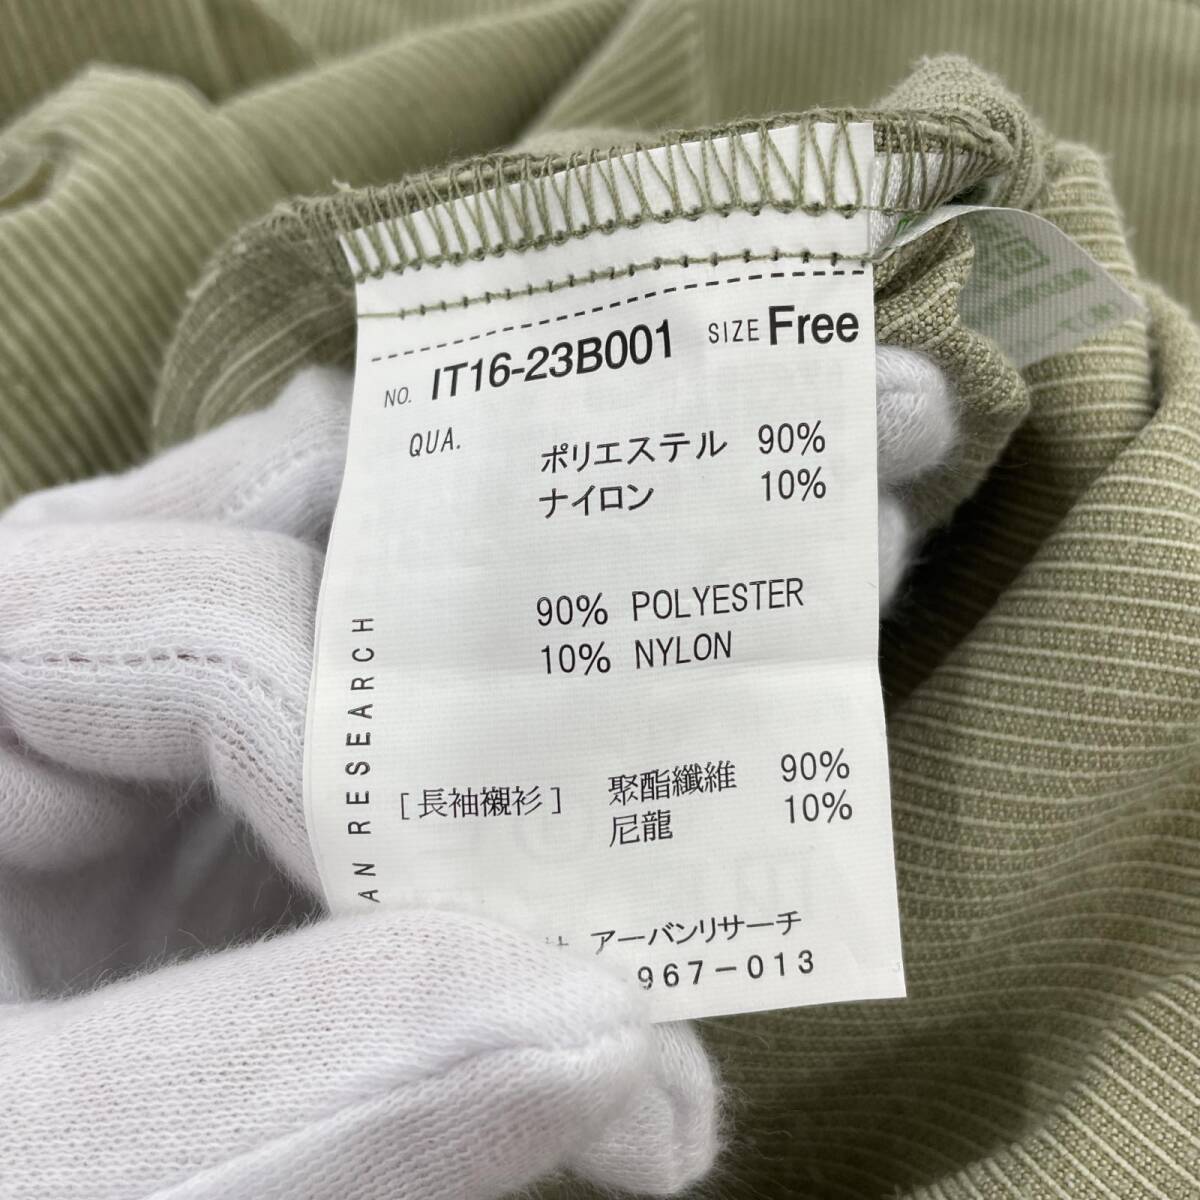 NO. IT16-23B001 SIZE Free
QUA.
ポリエステル 90%
ナイロン 10%
90% POLYESTER
10% NYLON
[長袖襯衫] 聚酯纖維 90%
尼龍 10%
AN RESEARCH
アーバンリサーチ
967-013